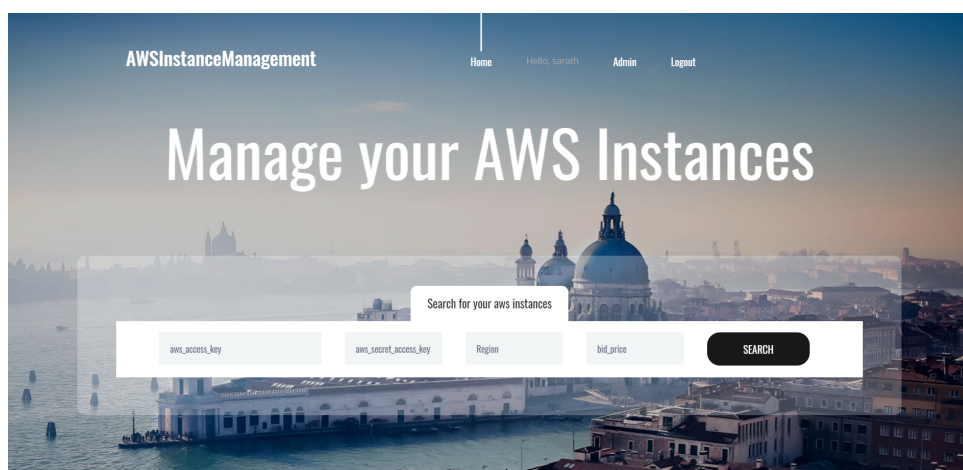 AWSInstanceManagement
Home Hello, sarath Admin Logout
Manage your AWS Instances
Search for your aws instances
aws_access_key aws_secret_access_key Region bid_price SEARCH